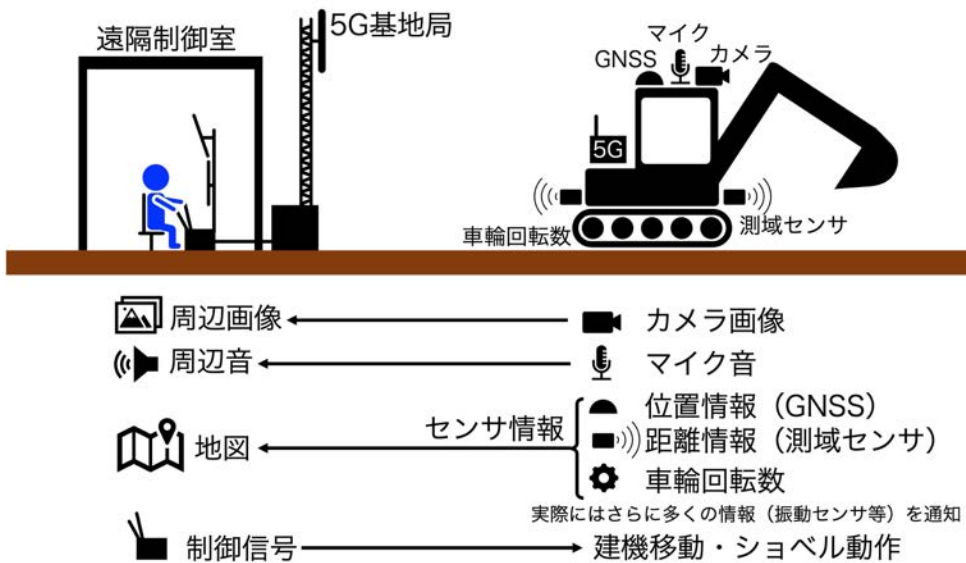 遠隔制御室
5G基地局
マイク
GNSS
カメラ
5G
車輪回転数
測域センサ
周辺画像
カメラ画像
周辺音
マイク音
地図
センサ情報
位置情報（GNSS）
距離情報（測域センサ）
車輪回転数
実際にはさらに多くの情報（振動センサ等）を通知
制御信号
建機移動・ショベル動作